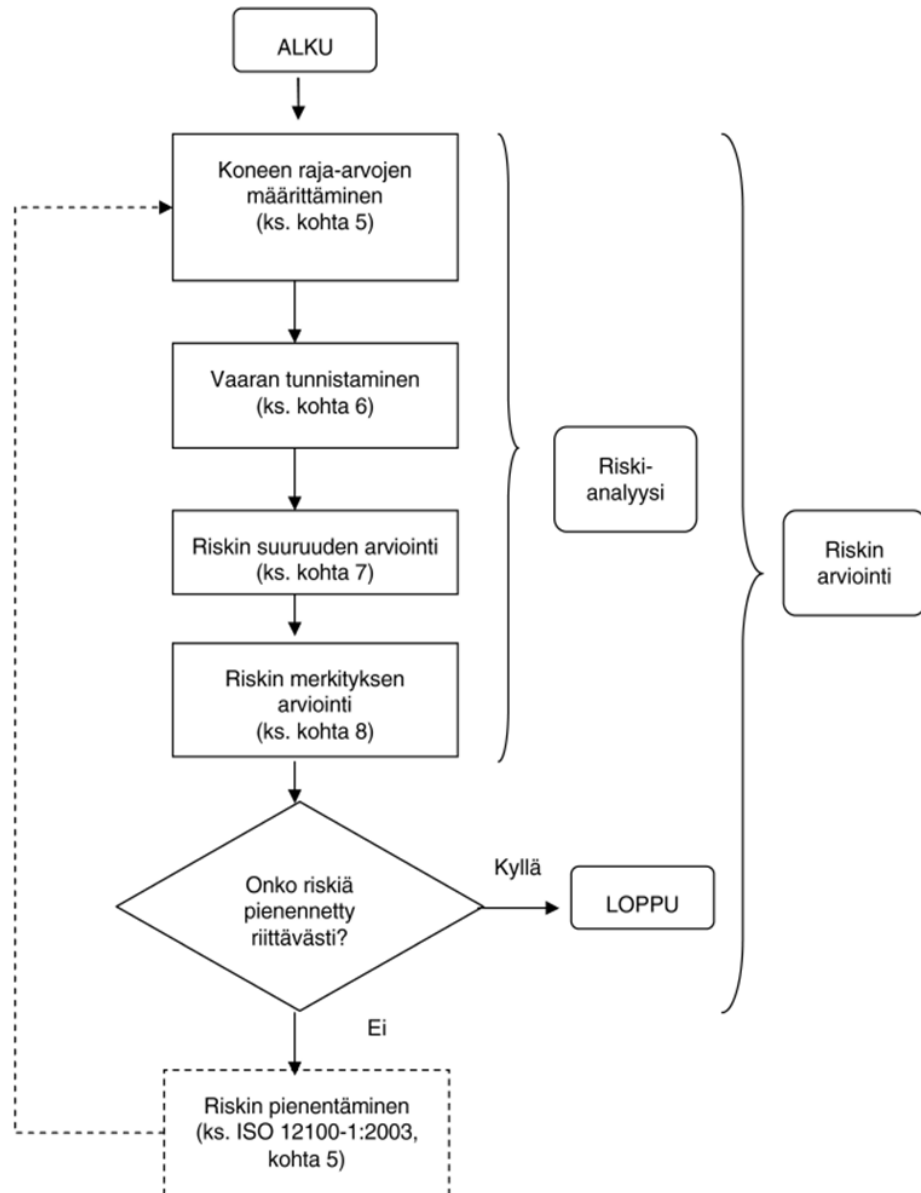 ALKU
Koneen raja-arvojen
määrittäminen
(ks. kohta 5)
Vaaran tunnistaminen
(ks. kohta 6)
Riski-
analyysi
Riskin suuruuden arviointi
(ks. kohta 7)
Riskin
arviointi
Riskin merkityksen
arviointi
(ks. kohta 8)
Onko riskiä
pienennetty
riittävästi?
Kyllä
LOPPU
Ei
Riskin pienentäminen
(ks. ISO 12100-1:2003,
kohta 5)